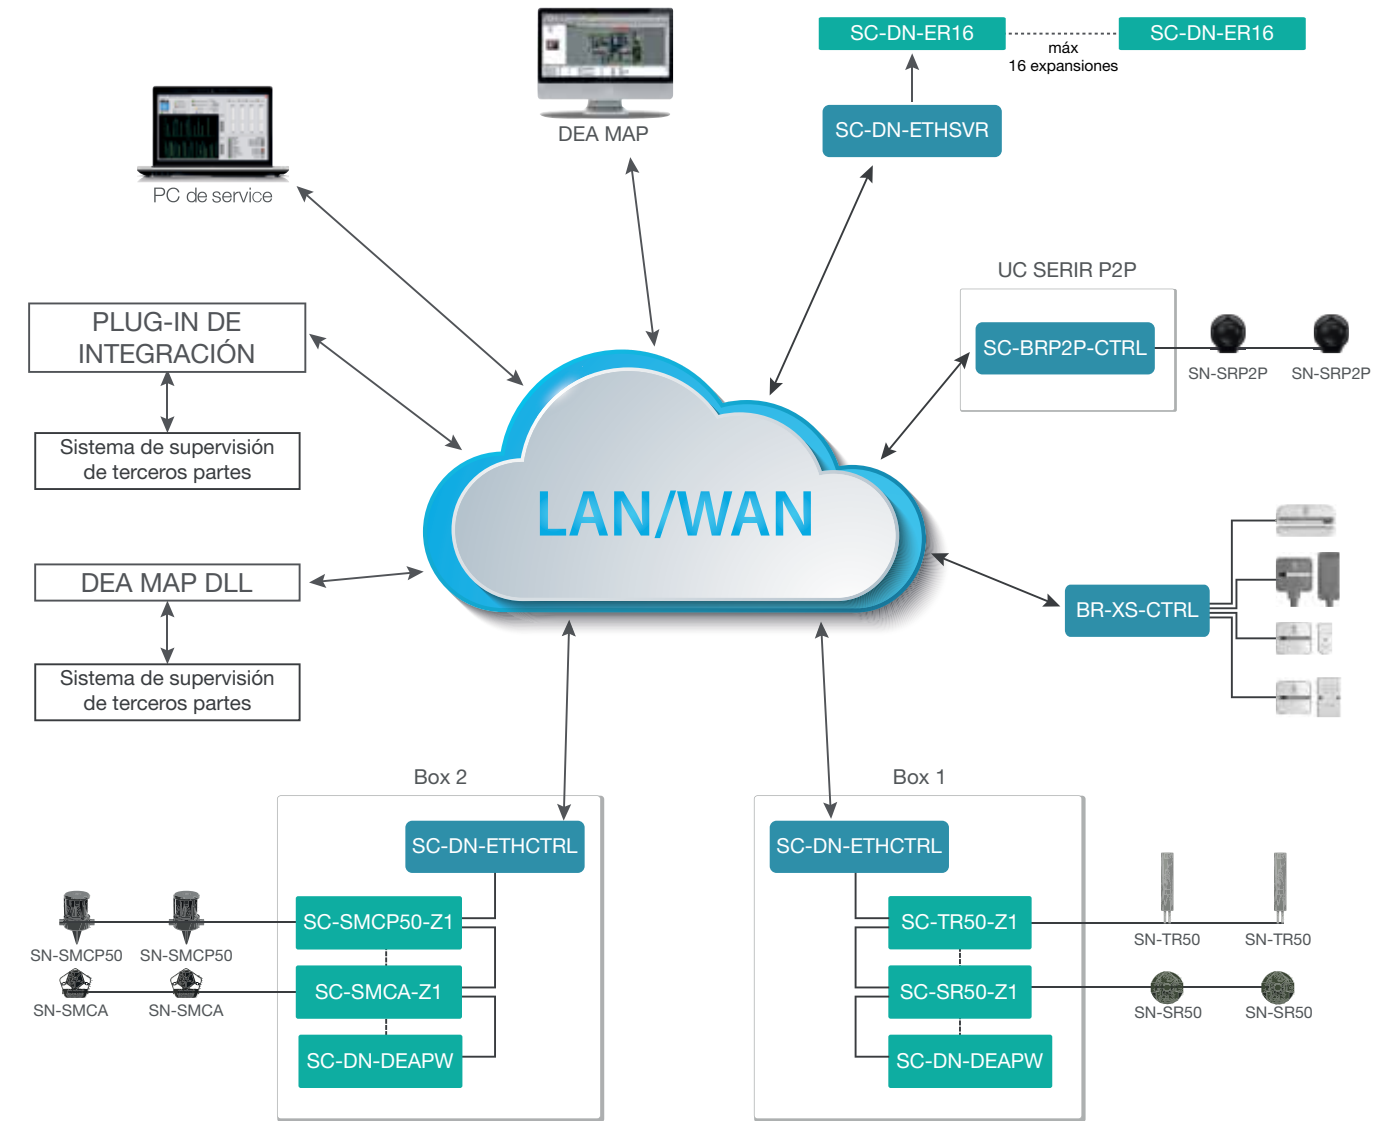 SC-DN-ER16
SC-DN-ER16
máx
16 expansiones
DEA MAP
SC-DN-ETHSVR
PC de service
UC SERIR P2P
PLUG-IN DE
INTEGRACIÓN
SC-BRP2P-CTRL
SN-SRP2P
SN-SRP2P
Sistema de supervisión
de terceros partes
LAN/WAN
DEA MAP DLL
BR-XS-CTRL
Sistema de supervisión
de terceros partes
Box 2
Box 1
SC-DN-ETHCTRL
SC-DN-ETHCTRL
SC-SMCP50-Z1
SC-TR50-Z1
SN-SMCP50
SN-SMCP50
SN-TR50
SN-TR50
SC-SMCA-Z1
SC-SR50-Z1
SN-SMCA
SN-SMCA
SN-SR50
SN-SR50
SC-DN-DEAPW
SC-DN-DEAPW